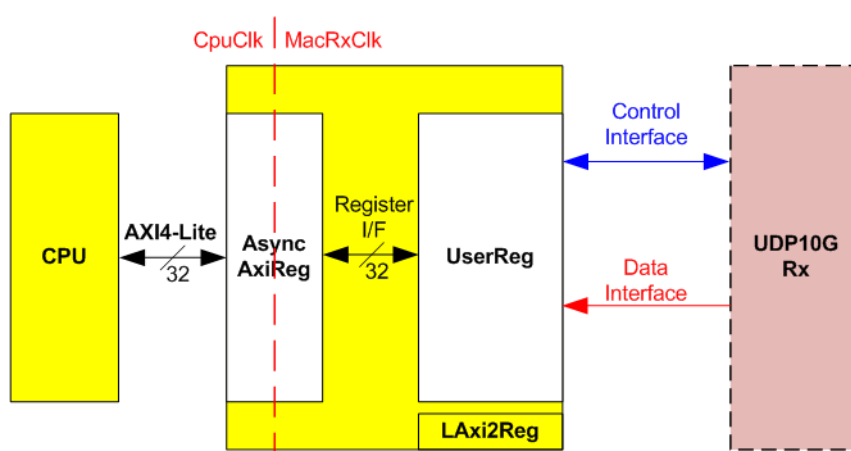 CpuClk MacRxClk
Control
Interface
AXI4-Lite
32
Register
I/F
32
CPU
Async
AxiReg
UserReg
UDP10G
Rx
Data
Interface
LAxi2Reg